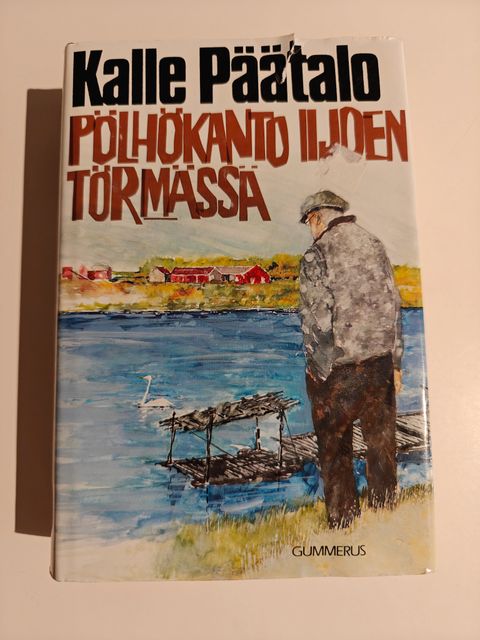 Kalle Päätalo
PÖLHÖKANTO IIJOEN
TÖRMÄSSÄ
GUMMERUS